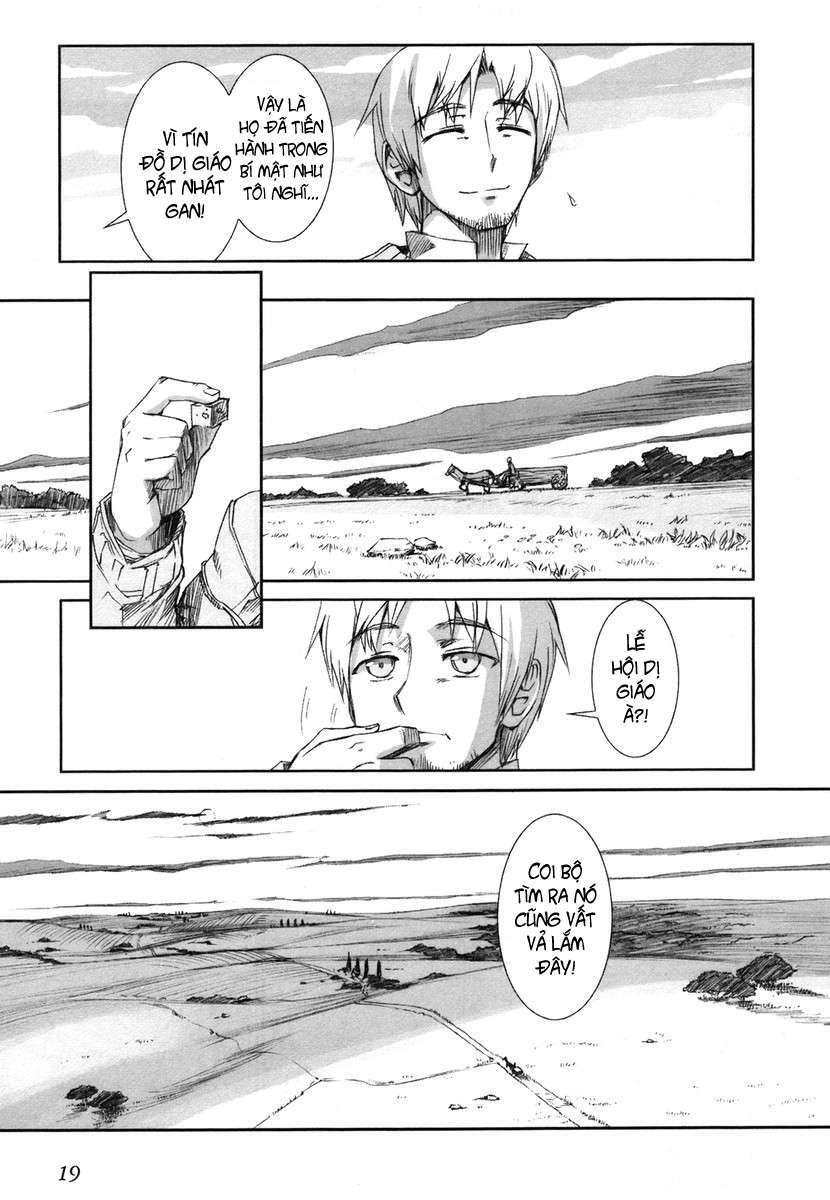 VẬY LÀ
HỌ ĐÃ TIẾN
HÀNH TRONG
BÍ MẬT NHƯ
TÔI NGHĨ...
VÌ TÍN
ĐỒ DỊ GIÁO
RẤT NHÁT
GAN!
LỄ
HỘI DỊ
GIÁO
À?!
COI BỘ
TÌM RA NÓ
CŨNG VẤT
VẢ LẮM
ĐÂY!
19